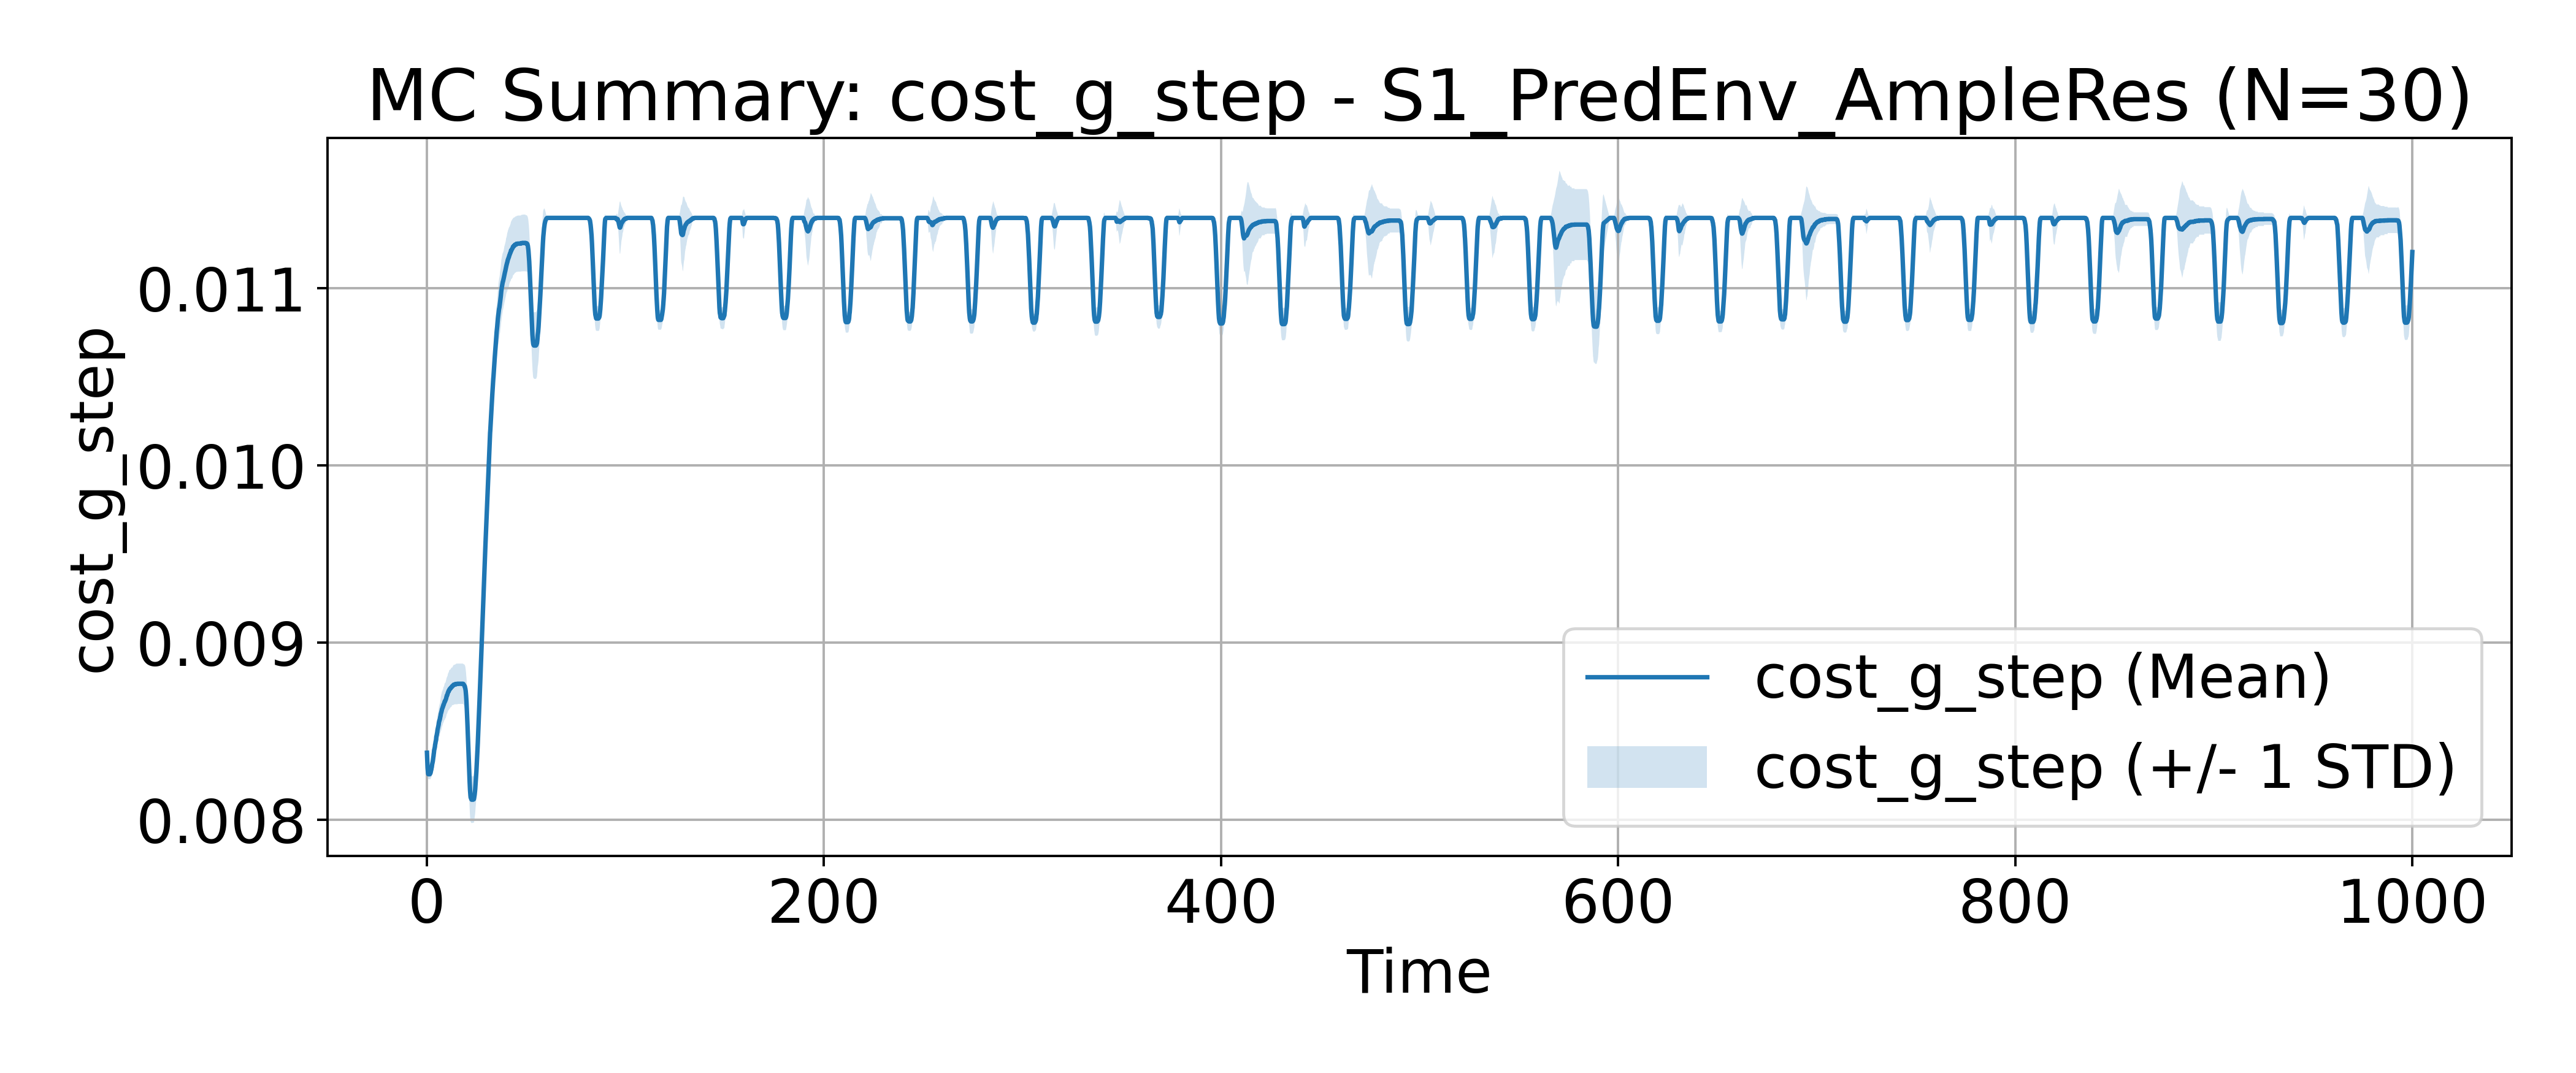 MC Summary: cost_g_step - S1_PredEnv_AmpleRes (N=30)
cost_g_step
0.011
0.010
0.009
0.008
cost_g_step (Mean)
cost_g_step (+/- 1 STD)
0 200 400 600 800 1000
Time